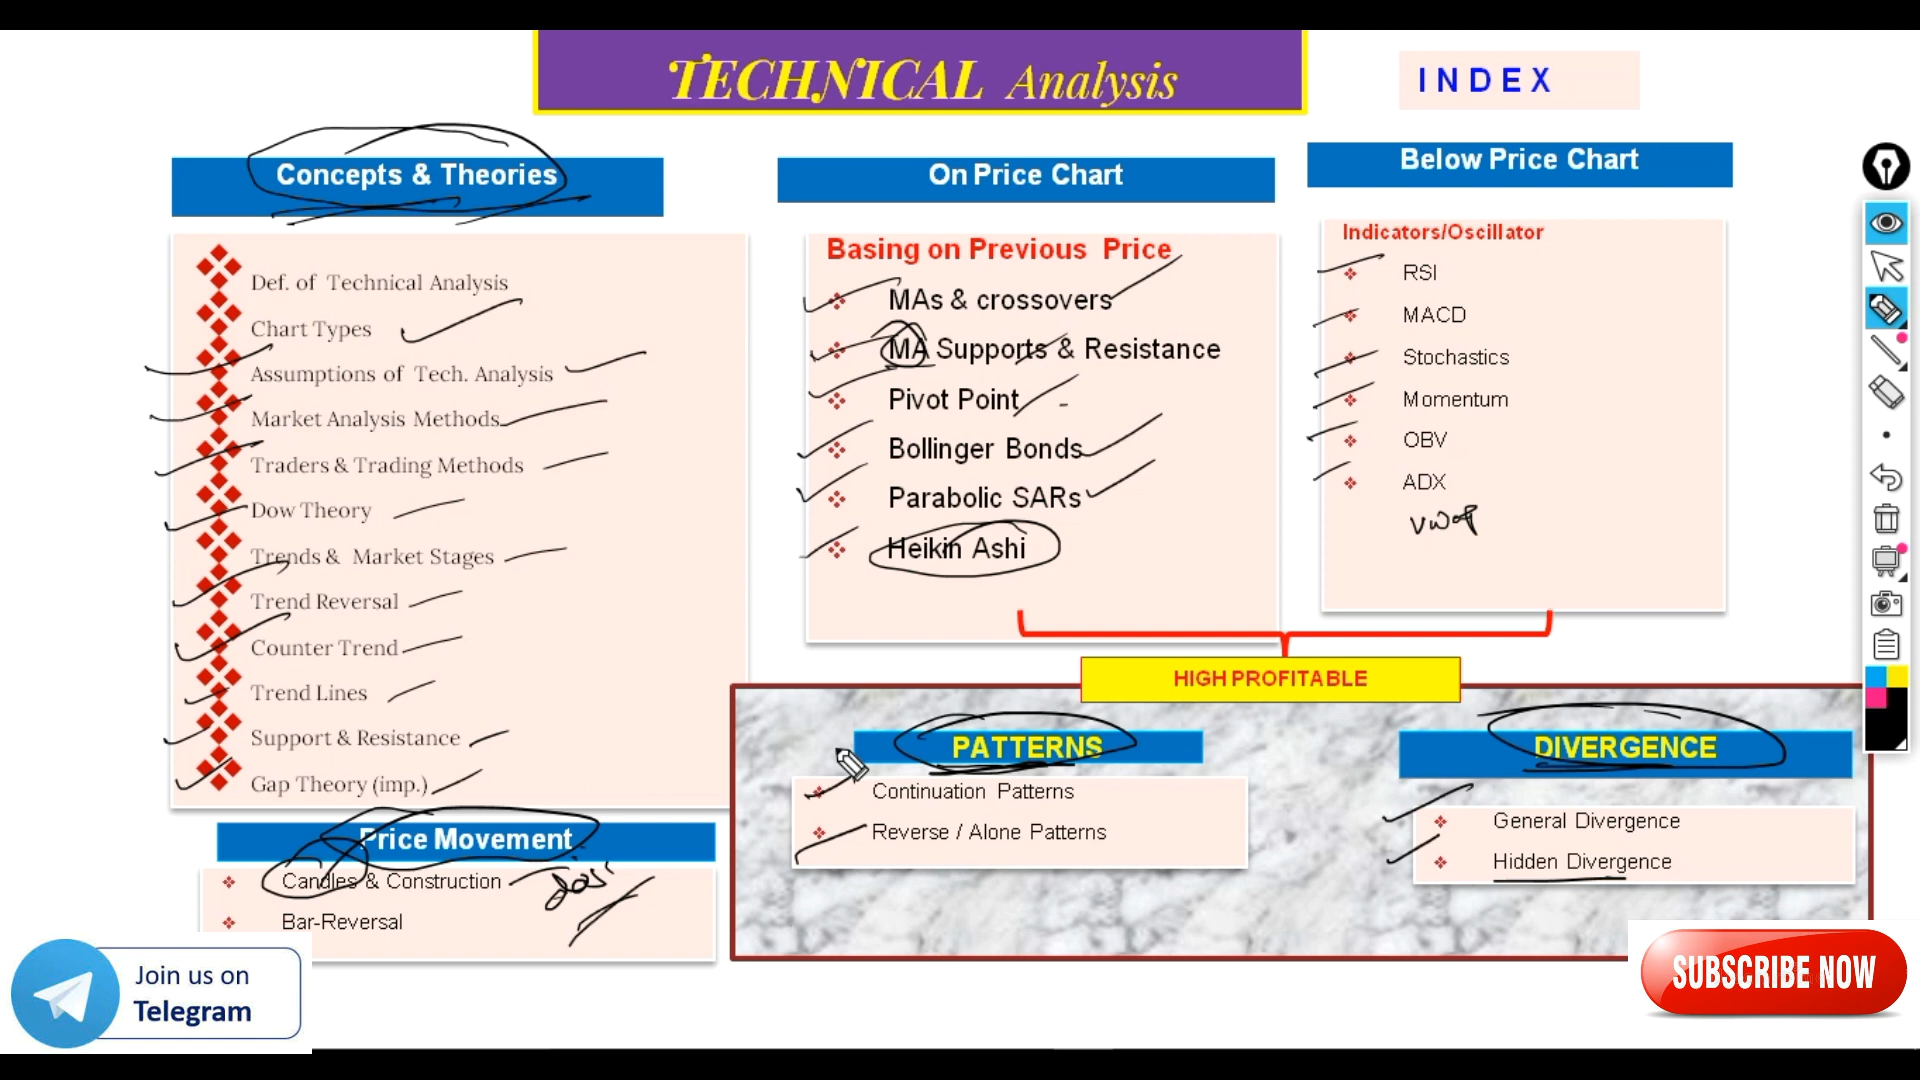 TECHNICAL Analysis
INDEX
Concepts & Theories
Def. of Technical Analysis
Chart Types
Assumptions of Tech. Analysis
Market Analysis Methods
Traders & Trading Methods
Dow Theory
Trends & Market Stages
Trend Reversal
Counter Trend
Trend Lines
Support & Resistance
Gap Theory (imp.)
Price Movement
Candles & Construction
Bar-Reversal
On Price Chart
Basing on Previous Price
MAs & crossovers
MA Supports & Resistance
Pivot Point
Bollinger Bonds
Parabolic SARs
Heikin Ashi
Below Price Chart
Indicators/Oscillator
RSI
MACD
Stochastics
Momentum
OBV
ADX
HIGH PROFITABLE
PATTERNS
Continuation Patterns
Reverse / Alone Patterns
DIVERGENCE
General Divergence
Hidden Divergence
Join us on
Telegram
SUBSCRIBE NOW